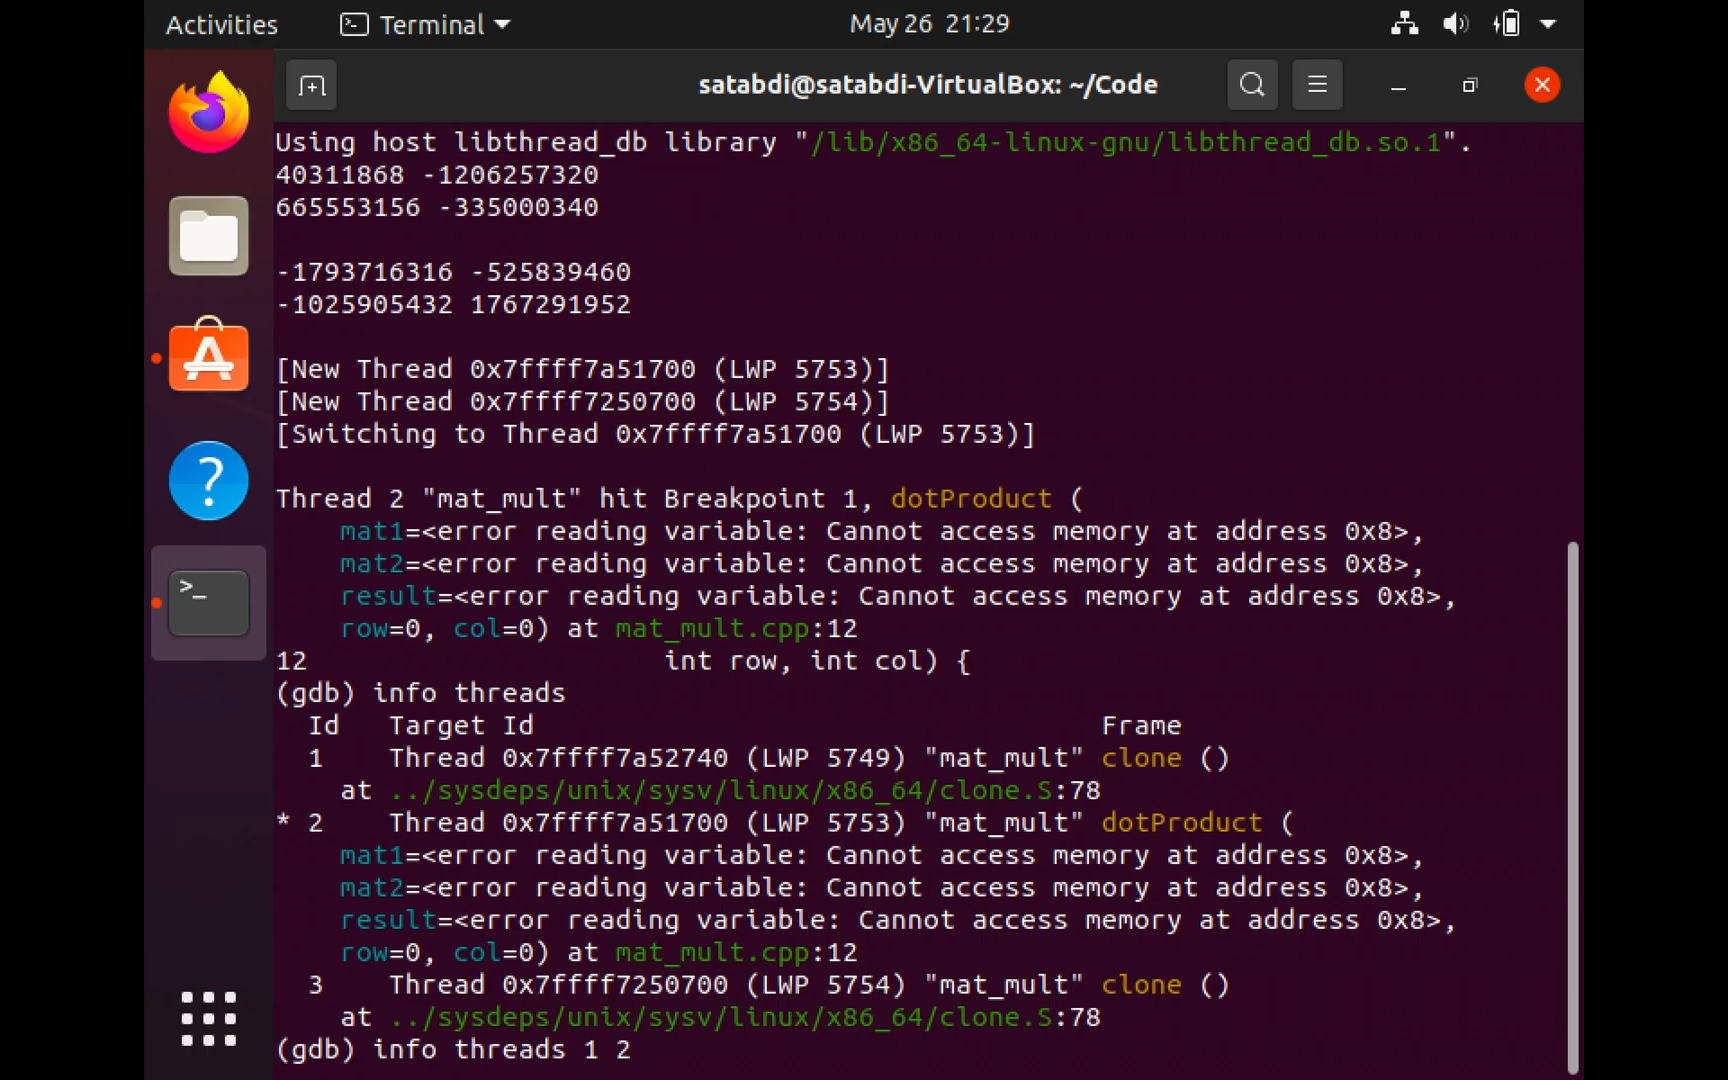 Activities Terminal May 26 21:29
satabdi@satabdi-VirtualBox: ~/Code
Using host libthread_db library "/lib/x86_64-linux-gnu/libthread_db.so.1".
40311868 -1206257320
665553156 -335000340
-1793716316 -525839460
-1025905432 1767291952
[New Thread 0x7ffff7a51700 (LWP 5753)]
[New Thread 0x7ffff7250700 (LWP 5754)]
[Switching to Thread 0x7ffff7a51700 (LWP 5753)]
Thread 2 "mat_mult" hit Breakpoint 1, dotProduct (
mat1=<error reading variable: Cannot access memory at address 0x8>,
mat2=<error reading variable: Cannot access memory at address 0x8>,
result=<error reading variable: Cannot access memory at address 0x8>,
row=0, col=0) at mat_mult.cpp:12
12 int row, int col) {
(gdb) info threads
Id Target Id Frame
1 Thread 0x7ffff7a52740 (LWP 5749) "mat_mult" clone ()
at ../sysdeps/unix/sysv/linux/x86_64/clone.S:78
* 2 Thread 0x7ffff7a51700 (LWP 5753) "mat_mult" dotProduct (
mat1=<error reading variable: Cannot access memory at address 0x8>,
mat2=<error reading variable: Cannot access memory at address 0x8>,
result=<error reading variable: Cannot access memory at address 0x8>,
row=0, col=0) at mat_mult.cpp:12
3 Thread 0x7ffff7250700 (LWP 5754) "mat_mult" clone ()
at ../sysdeps/unix/sysv/linux/x86_64/clone.S:78
(gdb) info threads 1 2